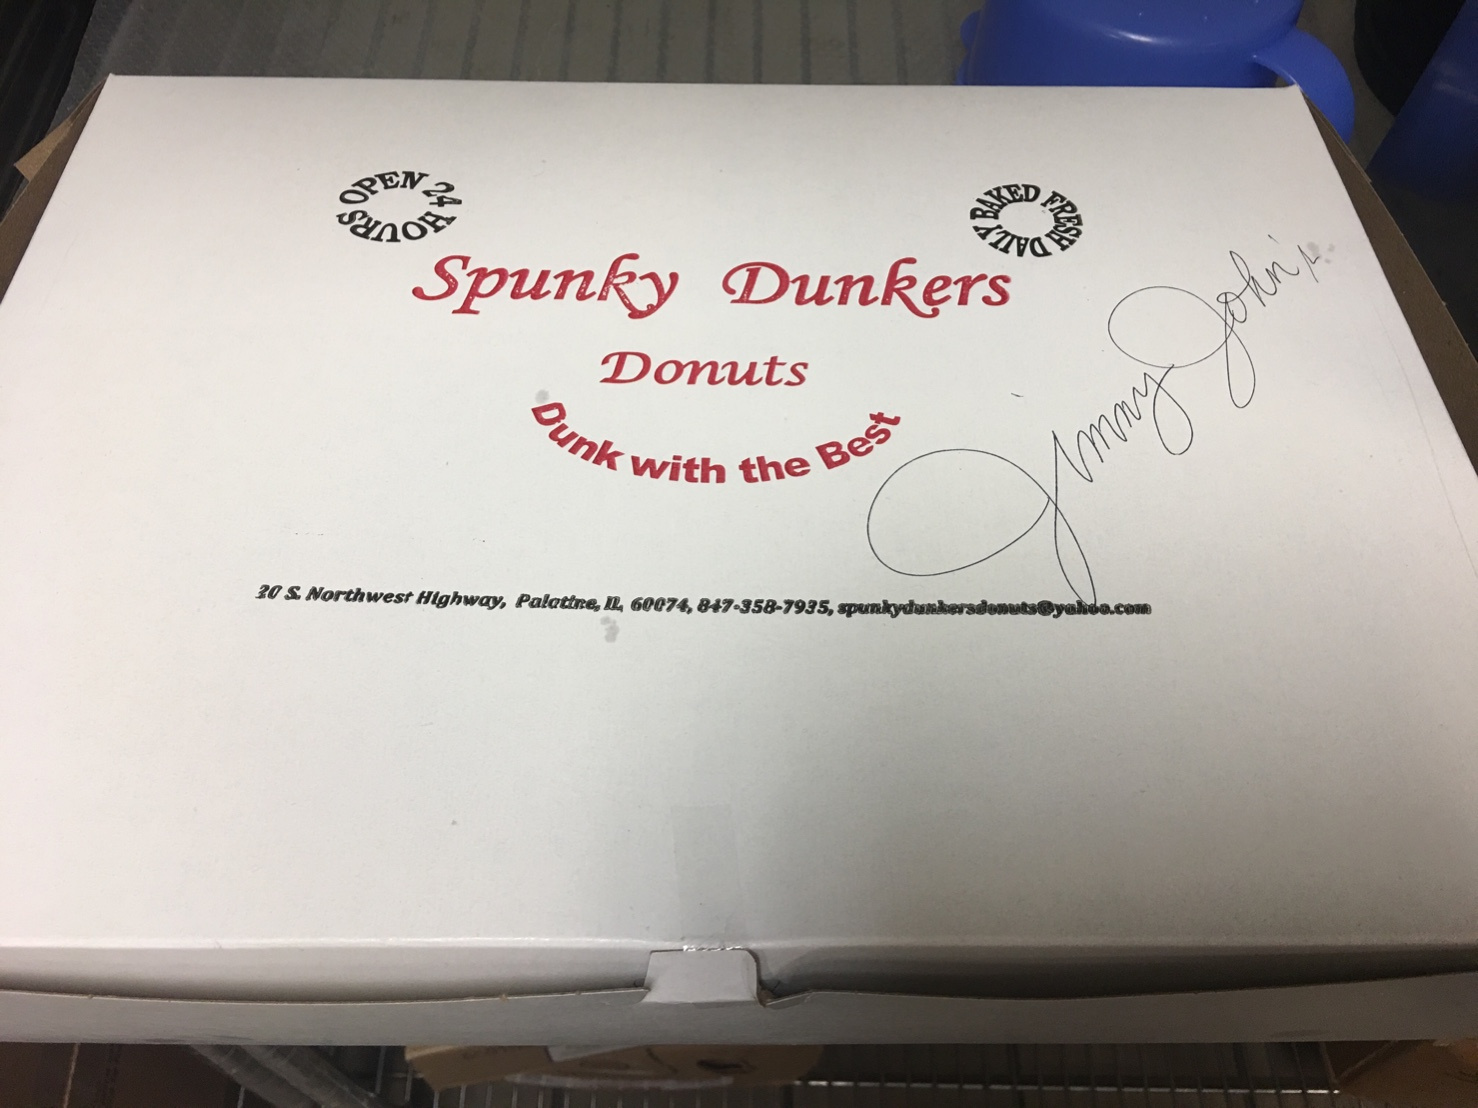 OPEN 24 HOURS
BAKED FRESH DAILY
Spunky Dunkers
Donuts
Dunk with the Best
Jimmy John's
20 S. Northwest Highway, Palatine, IL 60074, 847-358-7935, spunkydunkersdonuts@yahoo.com